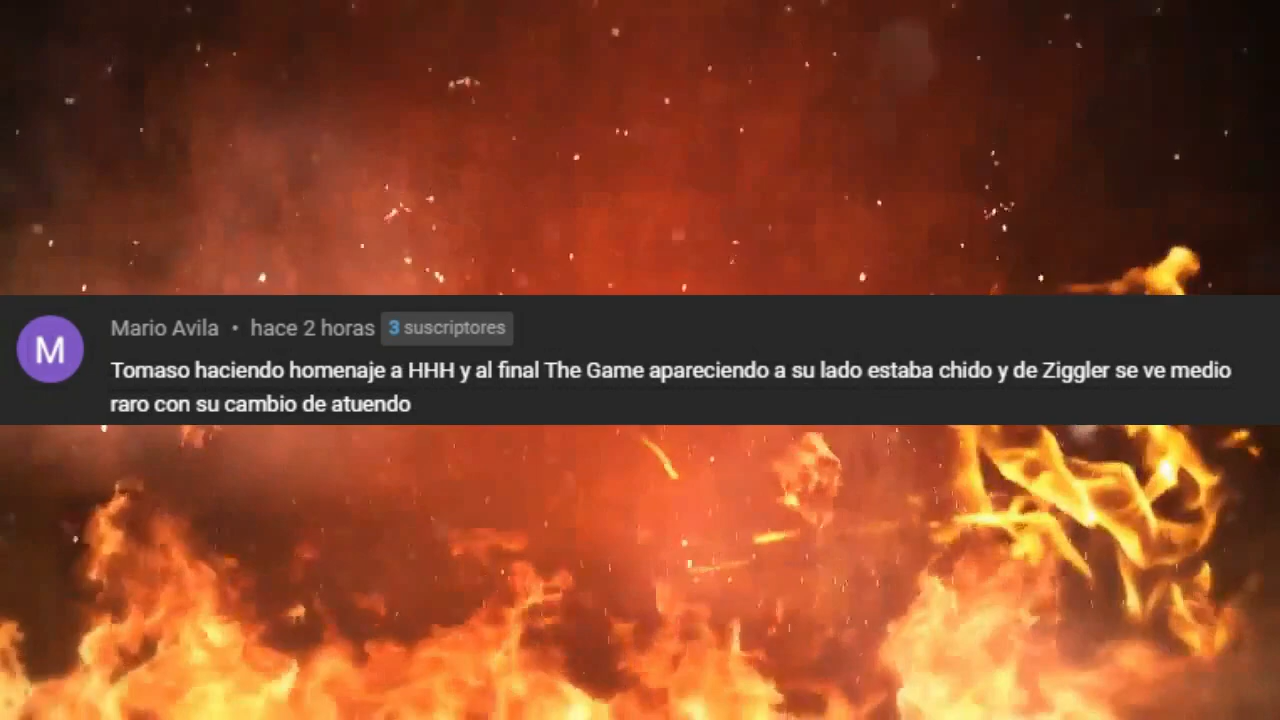 M
Mario Avila • hace 2 horas 3 suscriptores
Tomaso haciendo homenaje a HHH y al final The Game apareciendo a su lado estaba chido y de Ziggler se ve medio
raro con su cambio de atuendo